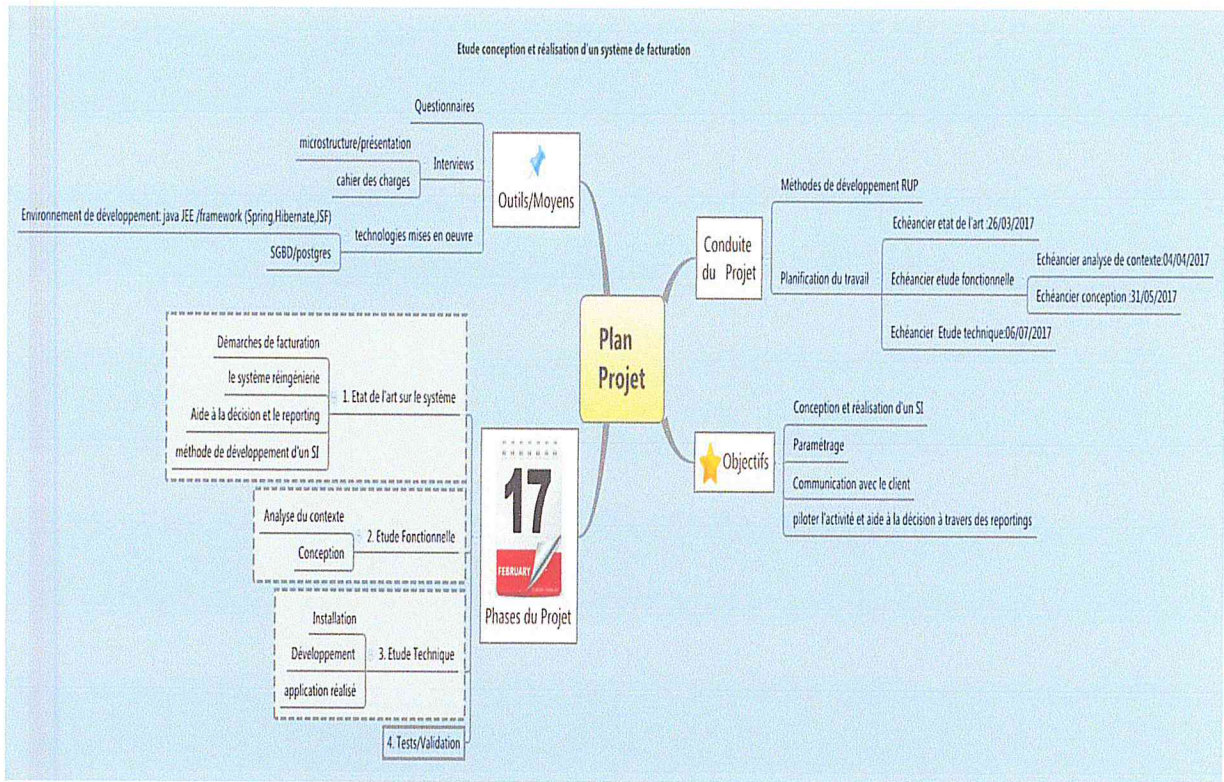 Etude conception et réalisation d'un système de facturation
Questionnaires
microstructure/présentation
Interviews
cahier des charges
Outils/Moyens
Environnement de développement: java JEE /framework (Spring,Hibernate,JSF)
technologies mises en oeuvre
SGBD/postgres
Méthodes de développement RUP
Conduite
du Projet
Echéancier etat de l'art :26/03/2017
Planification du travail
Echéancier etude fonctionnelle
Echéancier analyse de contexte:04/04/2017
Echéancier conception :31/05/2017
Echéancier Etude technique:06/07/2017
Plan
Projet
Démarches de facturation
le système réingénierie
1. Etat de l'art sur le système
Aide à la décision et le reporting
méthode de développement d'un SI
Conception et réalisation d'un SI
Paramétrage
Objectifs
Communication avec le client
piloter l'activité et aide à la décision à travers des reportings
17
FEBRUARY
Phases du Projet
Analyse du contexte
2. Etude Fonctionnelle
Conception
Installation
Développement
3. Etude Technique
application réalisé
4. Tests/Validation